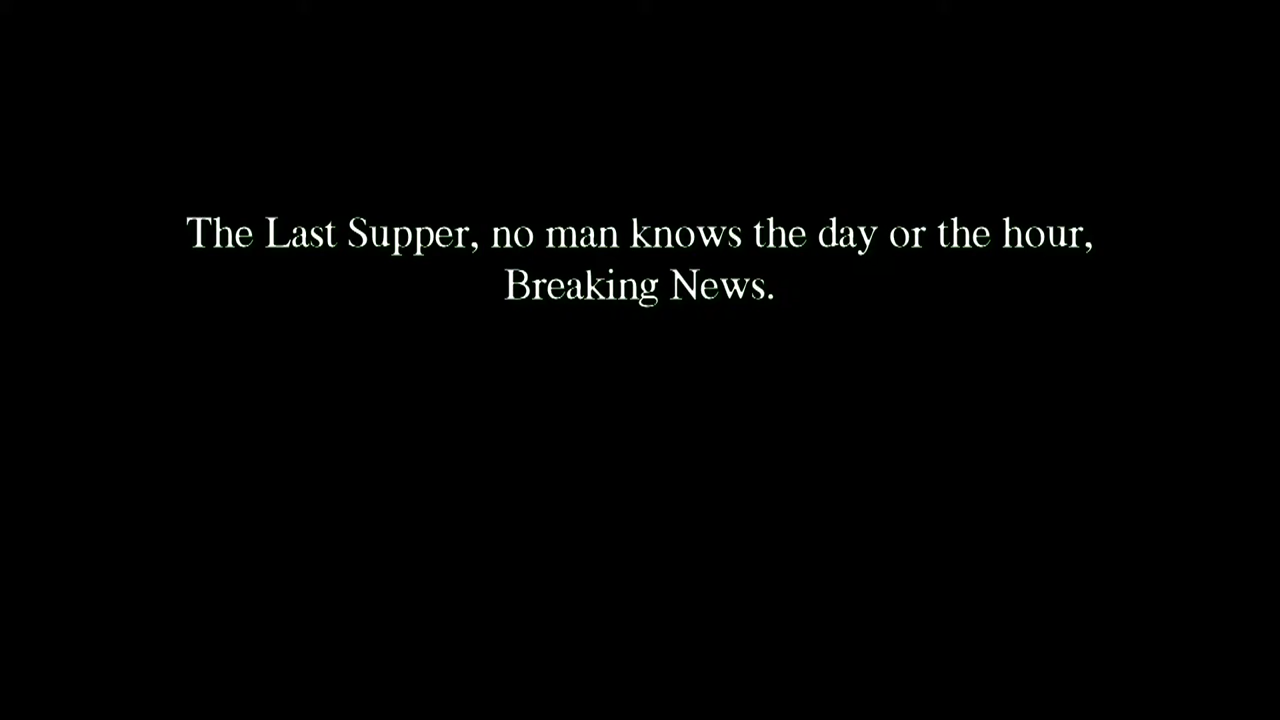 The Last Supper, no man knows the day or the hour,
Breaking News.